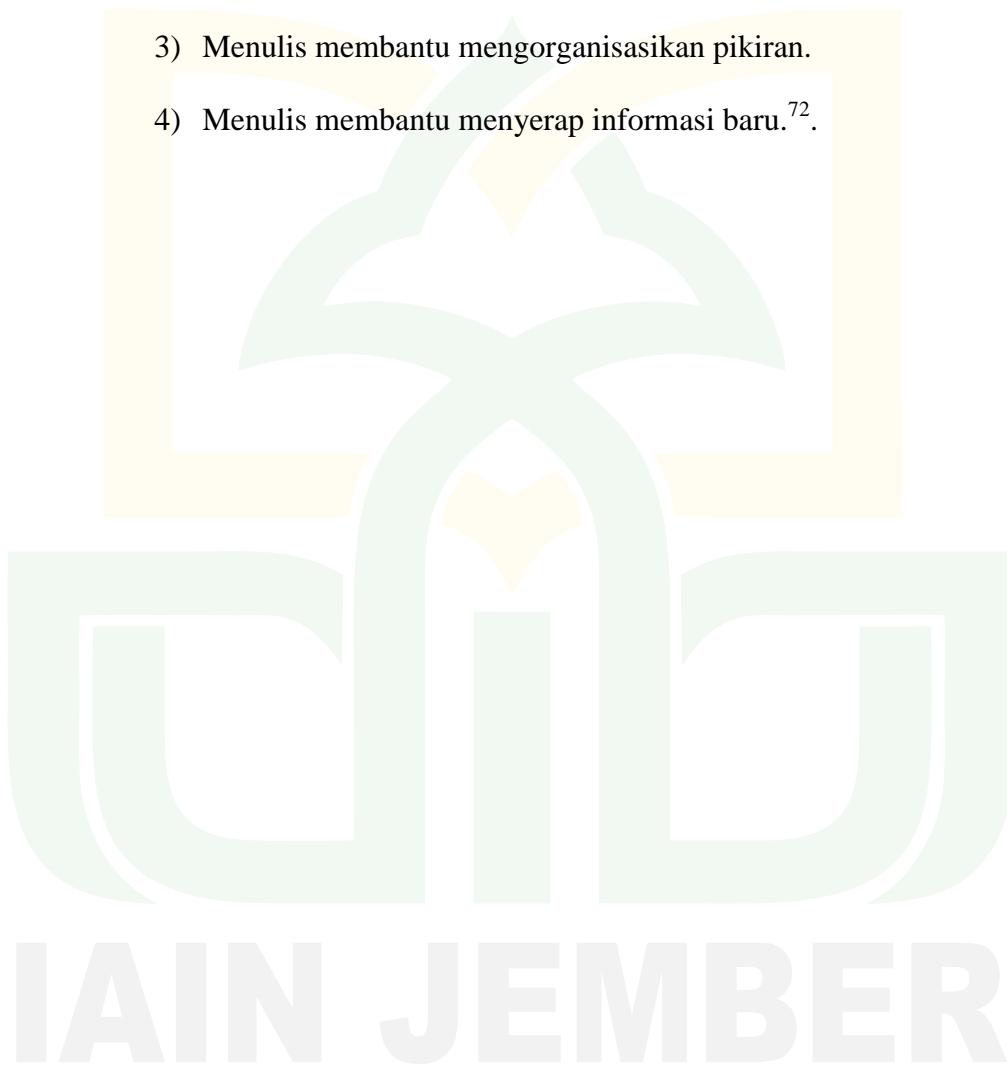 3) Menulis membantu mengorganisasikan pikiran.
4) Menulis membantu menyerap informasi baru.72.
IAIN JEMBER